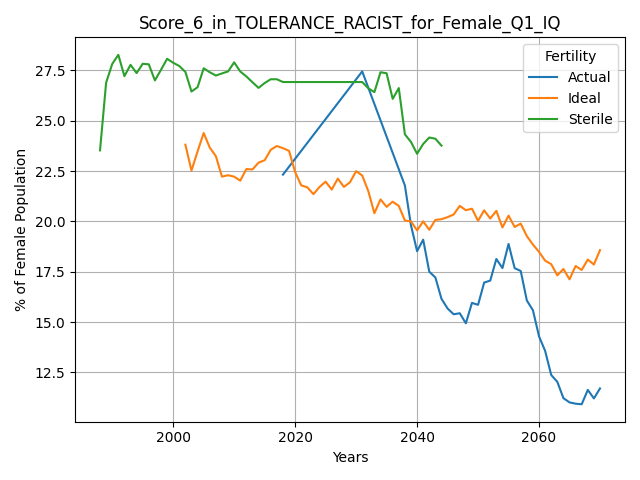 Score_6_in_TOLERANCE_RACIST_for_Female_Q1_IQ
Fertility
Actual
Ideal
Sterile
% of Female Population
27.5
25.0
22.5
20.0
17.5
15.0
12.5
2000
2020
2040
2060
Years